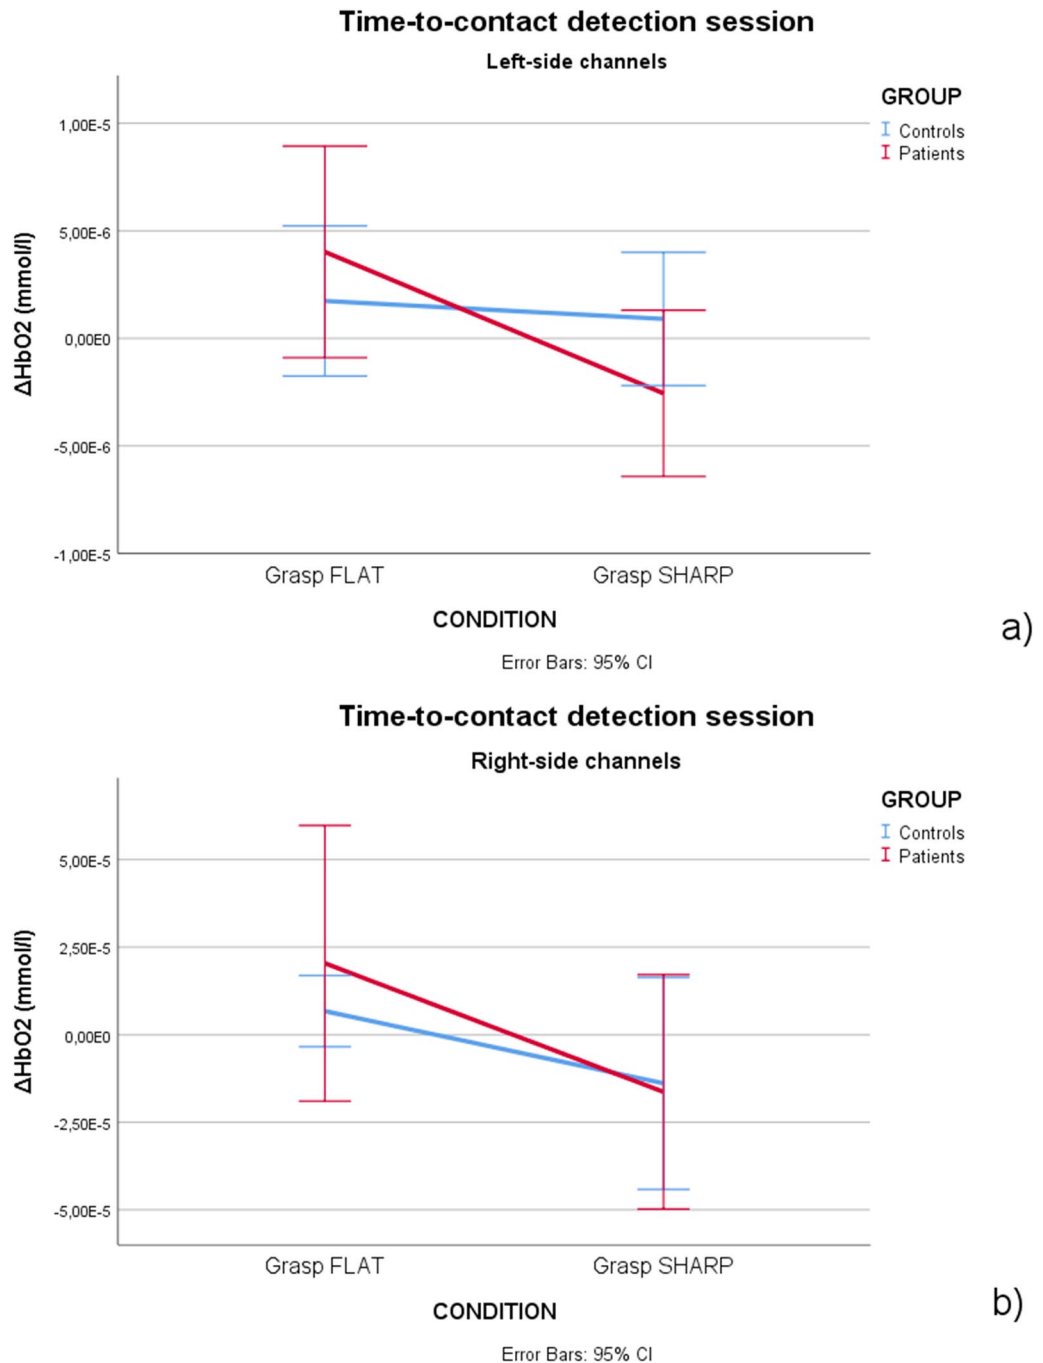 Time-to-contact detection session
Left-side channels
GROUP
Controls
Patients
ΔHbO2 (mmol/l)
1,00E-5
5,00E-6
0,00E0
-5,00E-6
-1,00E-5
Grasp FLAT
Grasp SHARP
CONDITION
a)
Error Bars: 95% CI
Time-to-contact detection session
Right-side channels
GROUP
Controls
Patients
ΔHbO2 (mmol/l)
5,00E-5
2,50E-5
0,00E0
-2,50E-5
-5,00E-5
Grasp FLAT
Grasp SHARP
CONDITION
b)
Error Bars: 95% CI